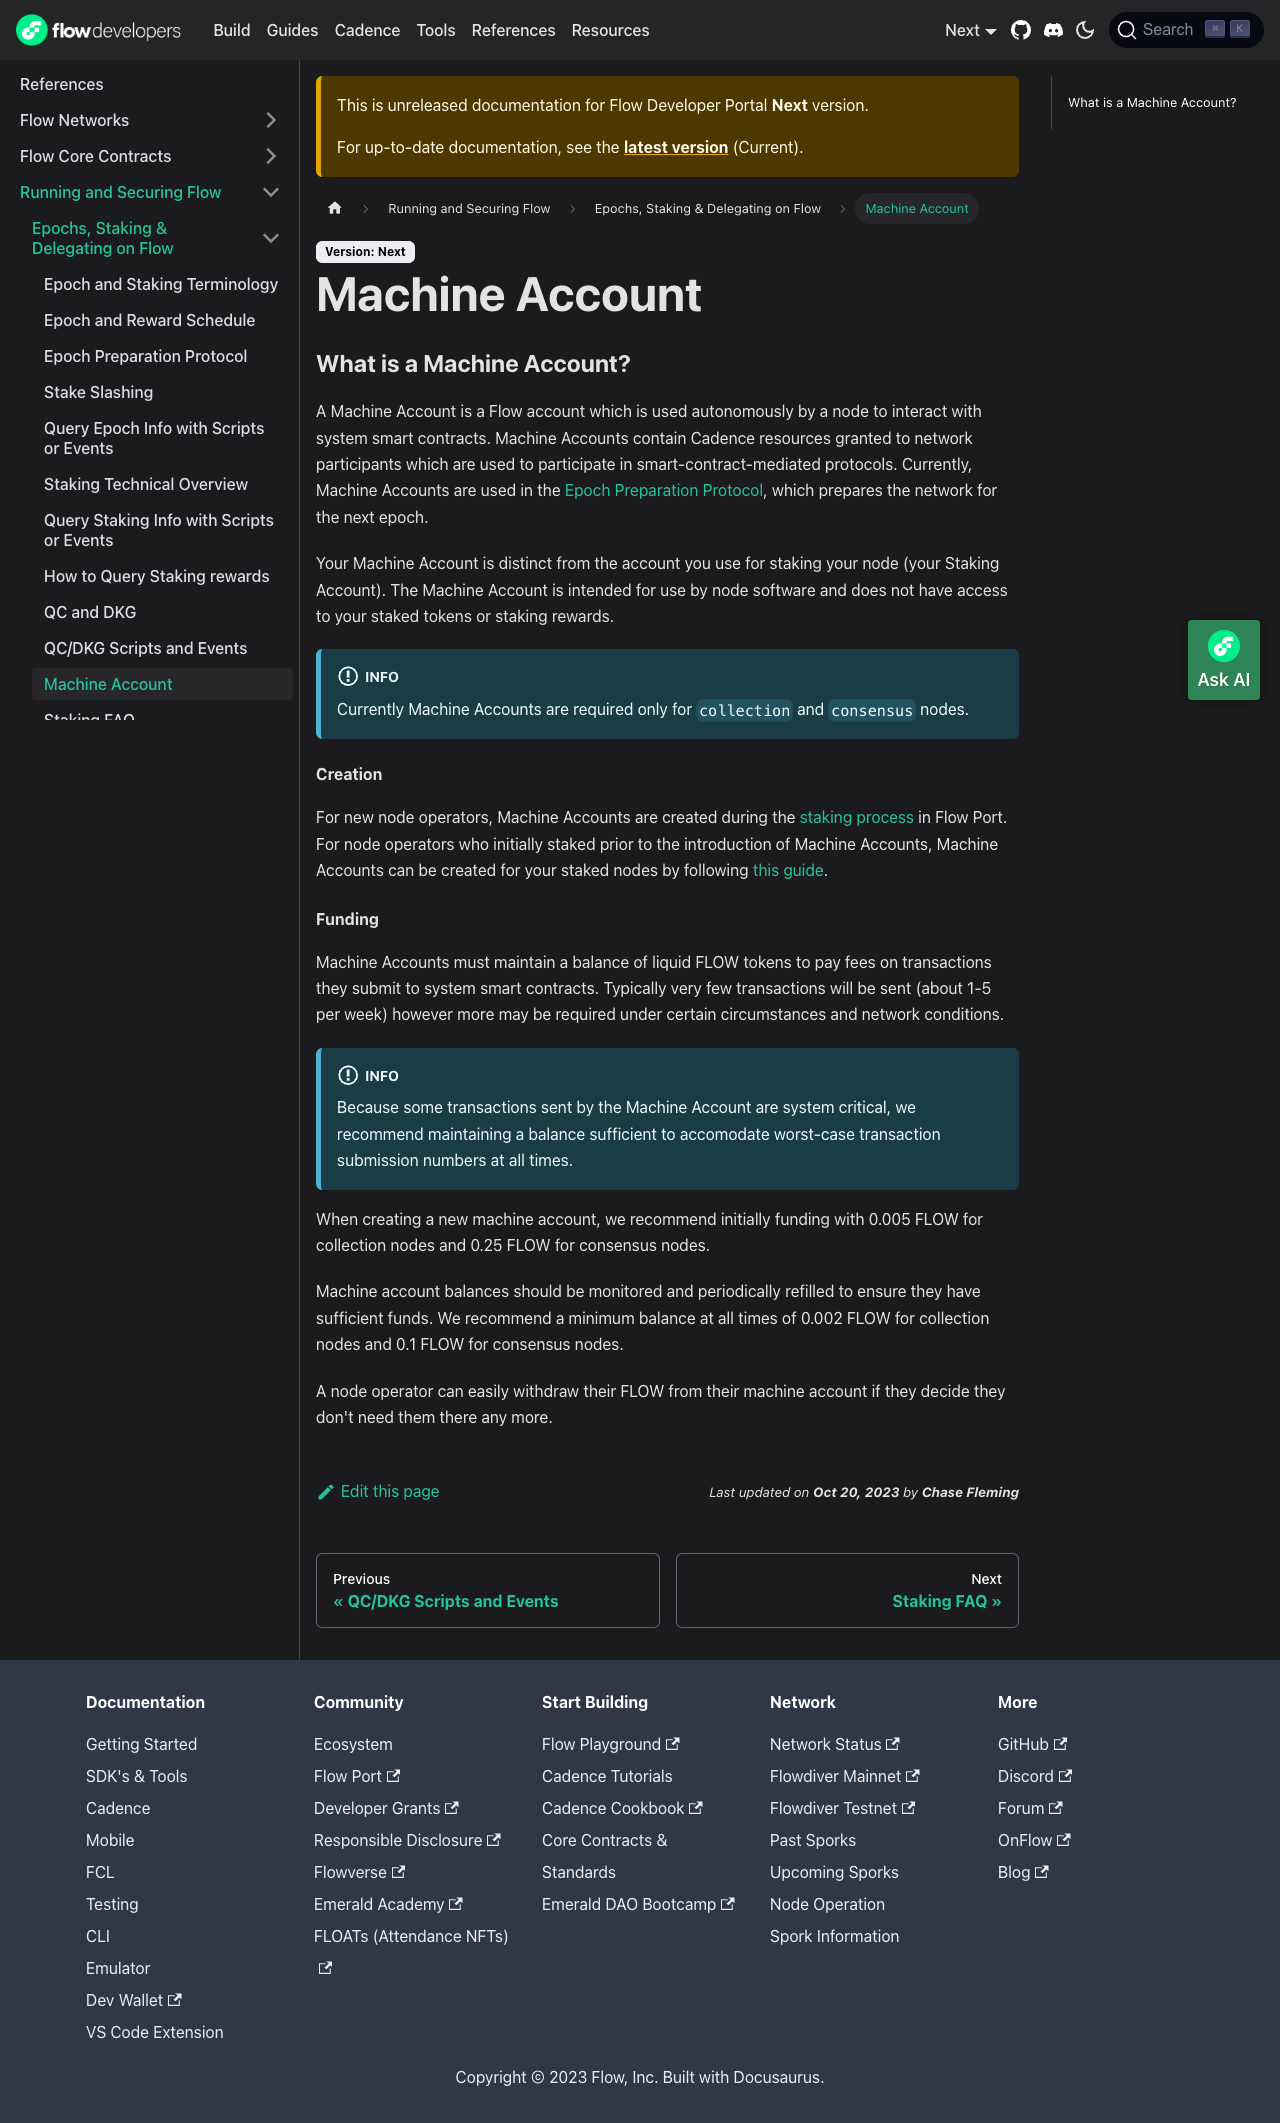 flowdevelopers Build Guides Cadence Tools References Resources Next Search ⌘ K
References
Flow Networks
Flow Core Contracts
Running and Securing Flow
Epochs, Staking &
Delegating on Flow
Epoch and Staking Terminology
Epoch and Reward Schedule
Epoch Preparation Protocol
Stake Slashing
Query Epoch Info with Scripts
or Events
Staking Technical Overview
Query Staking Info with Scripts
or Events
How to Query Staking rewards
QC and DKG
QC/DKG Scripts and Events
Machine Account
Staking FAQ
This is unreleased documentation for Flow Developer Portal Next version.
For up-to-date documentation, see the latest version (Current).
Running and Securing Flow Epochs, Staking & Delegating on Flow Machine Account
Version: Next
Machine Account
What is a Machine Account?
A Machine Account is a Flow account which is used autonomously by a node to interact with
system smart contracts. Machine Accounts contain Cadence resources granted to network
participants which are used to participate in smart-contract-mediated protocols. Currently,
Machine Accounts are used in the Epoch Preparation Protocol, which prepares the network for
the next epoch.
Your Machine Account is distinct from the account you use for staking your node (your Staking
Account). The Machine Account is intended for use by node software and does not have access
to your staked tokens or staking rewards.
INFO
Currently Machine Accounts are required only for collection and consensus nodes.
Creation
For new node operators, Machine Accounts are created during the staking process in Flow Port.
For node operators who initially staked prior to the introduction of Machine Accounts, Machine
Accounts can be created for your staked nodes by following this guide.
Funding
Machine Accounts must maintain a balance of liquid FLOW tokens to pay fees on transactions
they submit to system smart contracts. Typically very few transactions will be sent (about 1-5
per week) however more may be required under certain circumstances and network conditions.
INFO
Because some transactions sent by the Machine Account are system critical, we
recommend maintaining a balance sufficient to accomodate worst-case transaction
submission numbers at all times.
When creating a new machine account, we recommend initially funding with 0.005 FLOW for
collection nodes and 0.25 FLOW for consensus nodes.
Machine account balances should be monitored and periodically refilled to ensure they have
sufficient funds. We recommend a minimum balance at all times of 0.002 FLOW for collection
nodes and 0.1 FLOW for consensus nodes.
A node operator can easily withdraw their FLOW from their machine account if they decide they
don't need them there any more.
Edit this page Last updated on Oct 20, 2023 by Chase Fleming
Previous
« QC/DKG Scripts and Events
Next
Staking FAQ »
What is a Machine Account?
Ask AI
Documentation
Getting Started
SDK's & Tools
Cadence
Mobile
FCL
Testing
CLI
Emulator
Dev Wallet
VS Code Extension
Community
Ecosystem
Flow Port
Developer Grants
Responsible Disclosure
Flowverse
Emerald Academy
FLOATs (Attendance NFTs)
Start Building
Flow Playground
Cadence Tutorials
Cadence Cookbook
Core Contracts &
Standards
Emerald DAO Bootcamp
Network
Network Status
Flowdiver Mainnet
Flowdiver Testnet
Past Sporks
Upcoming Sporks
Node Operation
Spork Information
More
GitHub
Discord
Forum
OnFlow
Blog
Copyright © 2023 Flow, Inc. Built with Docusaurus.